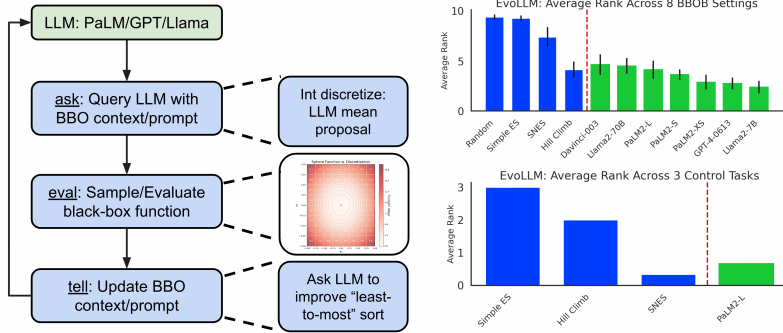 LLM: PaLM/GPT/Llama
ask: Query LLM with
BBO context/prompt
Int discretize:
LLM mean
proposal
eval: Sample/Evaluate
black-box function
Sphere Function vs. Discretization
tell: Update BBO
context/prompt
Ask LLM to
improve “least-
to-most” sort
EvoLLM: Average Rank Across 8 BBOB Settings
Average Rank
10
5
0
Random
Simple ES
SNES
Hill Climb
Davinci-003
Llama2-70B
PaLM2-L
PaLM2-S
PaLM2-XS
GPT-4-0613
Llama2-7B
EvoLLM: Average Rank Across 3 Control Tasks
Average Rank
3
2
1
0
Simple ES
Hill Climb
SNES
PaLM2-L